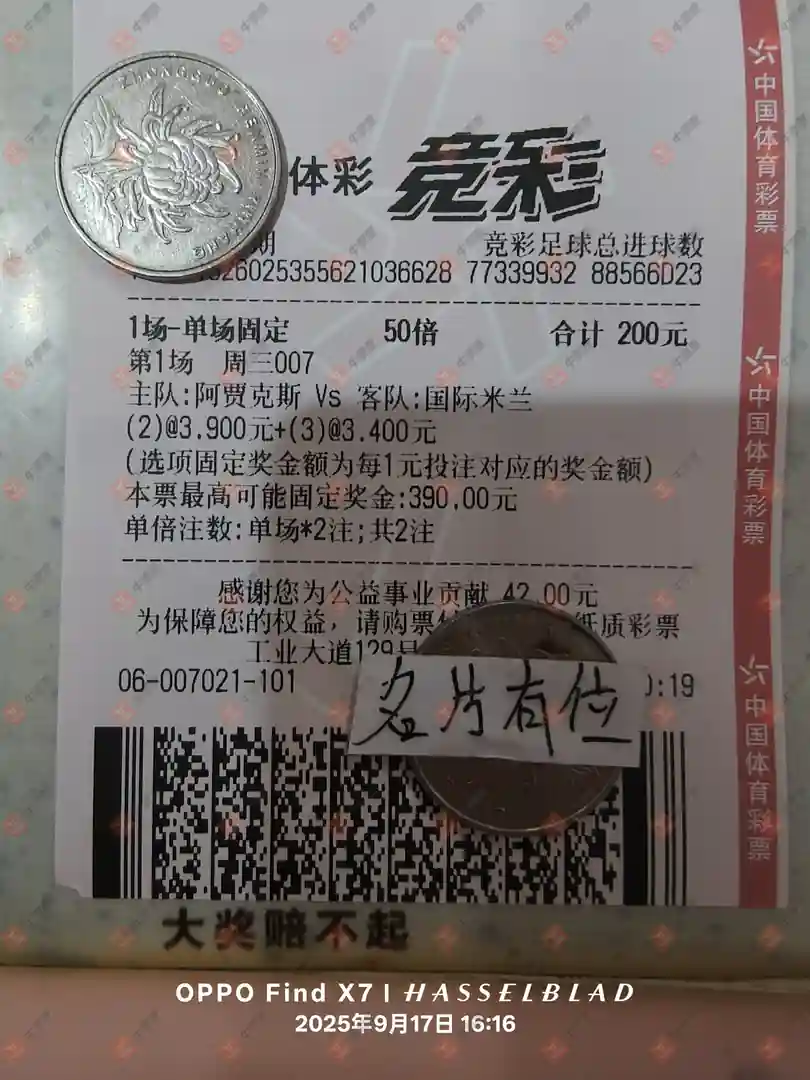 ZHONGGUO RENMIN YINHANG
体彩 竞彩
期 竞彩足球总进球数
26025355621036628 77339932 88566D23
1场-单场固定 50倍 合计 200元
第1场 周三007
主队:阿贾克斯 Vs 客队:国际米兰
(2)@3.900元+(3)@3.400元
(选项固定奖金额为每1元投注对应的奖金额)
本票最高可能固定奖金:390.00元
单倍注数:单场*2注;共2注
感谢您为公益事业贡献 42.00元
为保障您的权益，请购票 纸质彩票
工业大道129号
06-007021-101 0:19
名片有位
大奖赔不起
中国体育彩票
中国体育彩票
中国体育彩票
OPPO Find X7 | HASSELBLAD
2025年9月17日 16:16